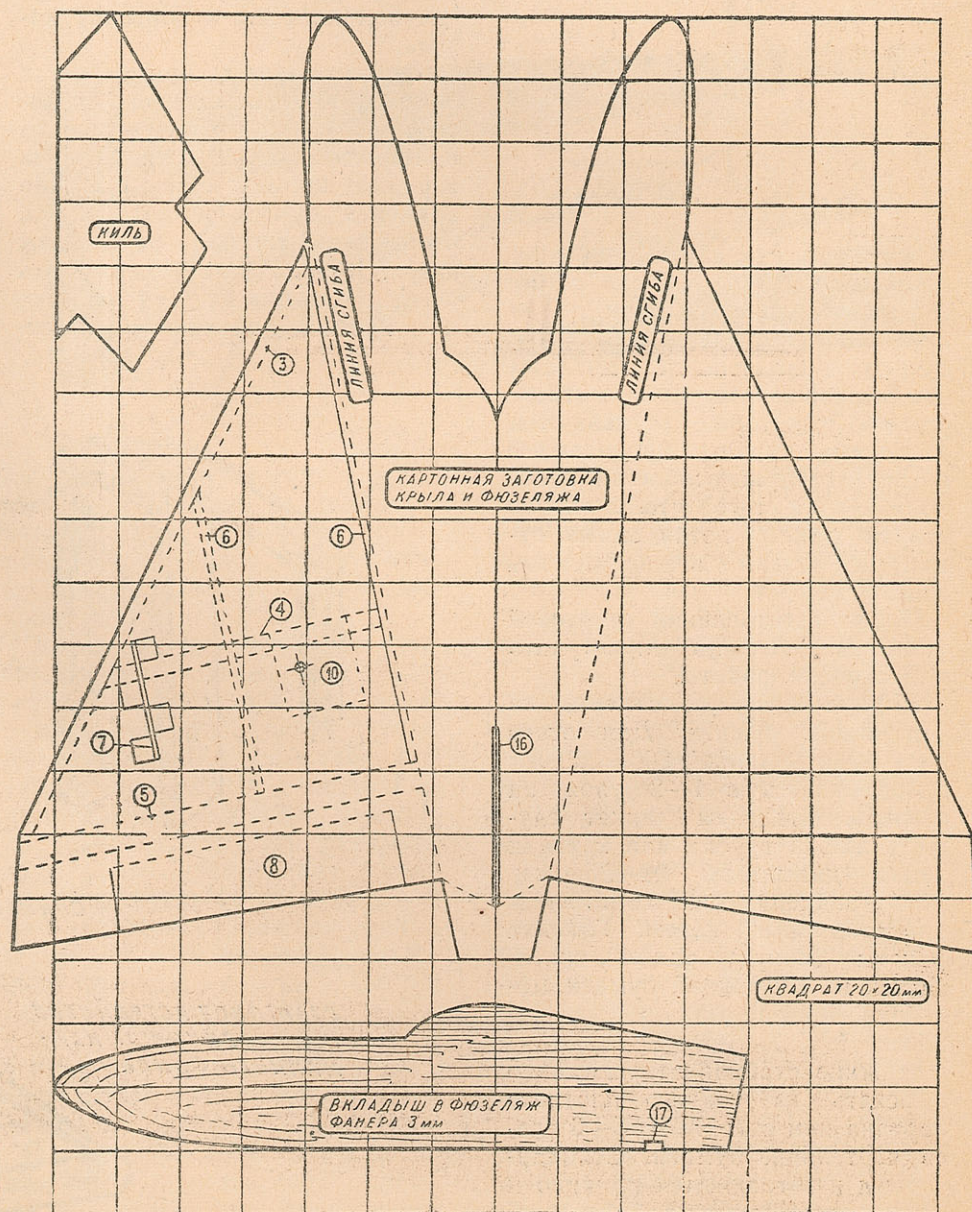 КИЛЬ
ЛИНИЯ СГИБА
ЛИНИЯ СГИБА
3
КАРТОННАЯ ЗАГОТОВКА
КРЫЛА И ФЮЗЕЛЯЖА
6
6
4
10
7
16
5
8
КВАДРАТ 20×20 мм
ВКЛАДЫШ В ФЮЗЕЛЯЖ
ФАНЕРА 3 мм
17